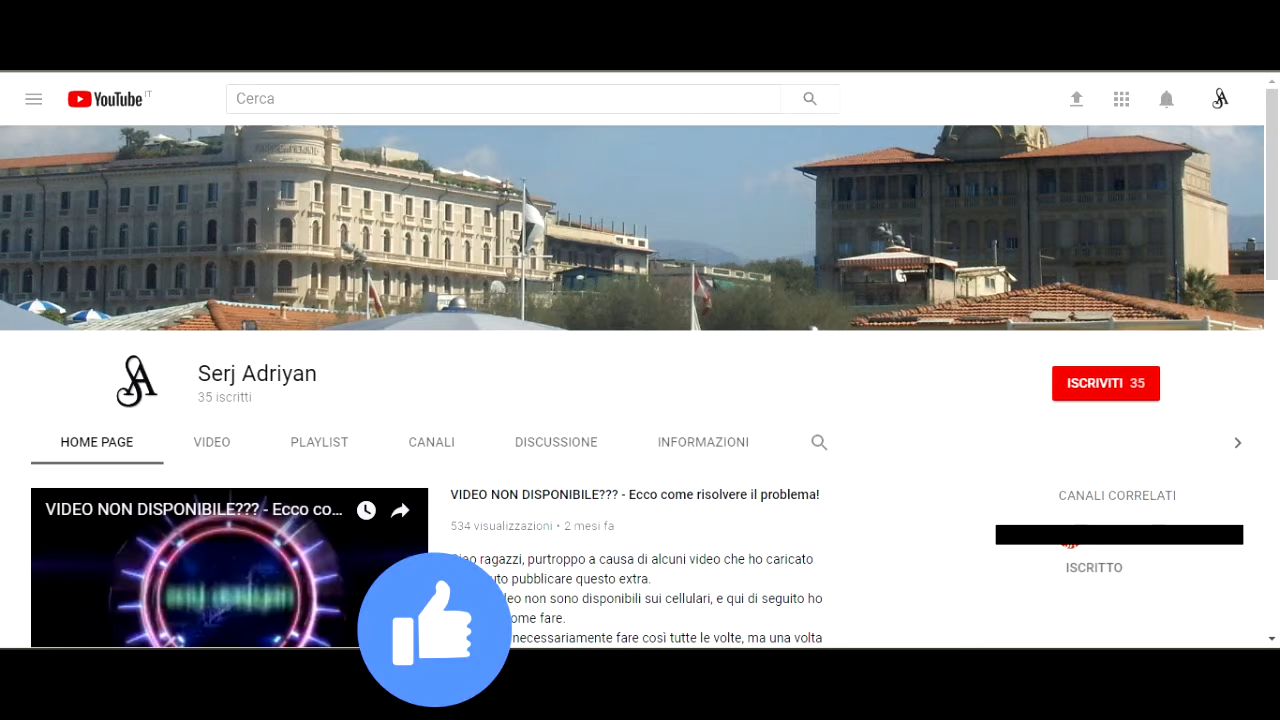 YouTube IT
Cerca
Serj Adriyan
35 iscritti
ISCRIVITI 35
HOME PAGE
VIDEO
PLAYLIST
CANALI
DISCUSSIONE
INFORMAZIONI
VIDEO NON DISPONIBILE??? - Ecco co...
VIDEO NON DISPONIBILE??? - Ecco come risolvere il problema!
534 visualizzazioni • 2 mesi fa
ragazzi, purtroppo a causa di alcuni video che ho caricato
pubblicare questo extra.
non sono disponibili sui cellulari, e qui di seguito ho
fare.
necessariamente fare così tutte le volte, ma una volta
CANALI CORRELATI
ISCRITTO